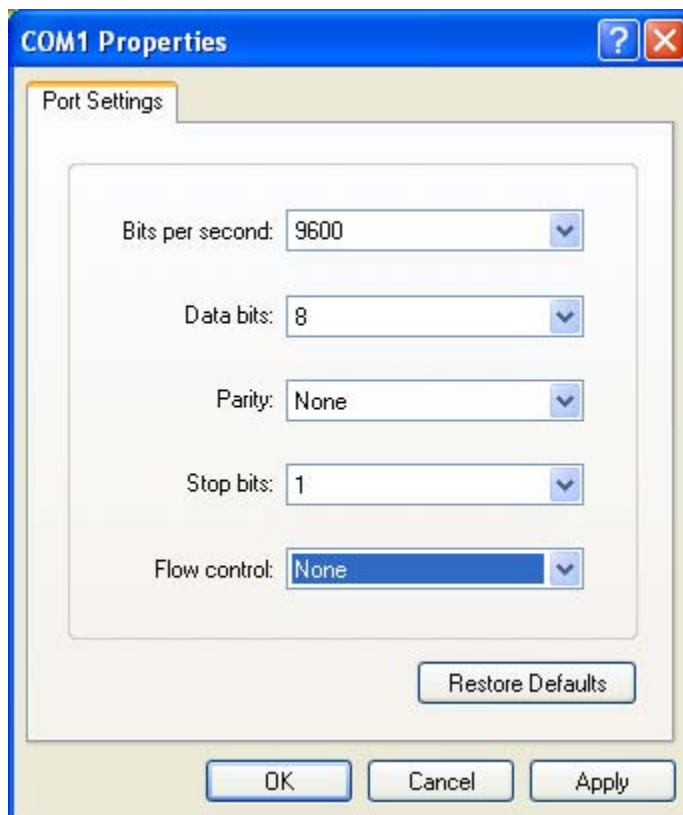 COM1 Properties
Port Settings
Bits per second: 9600
Data bits: 8
Parity: None
Stop bits: 1
Flow control: None
Restore Defaults
OK Cancel Apply